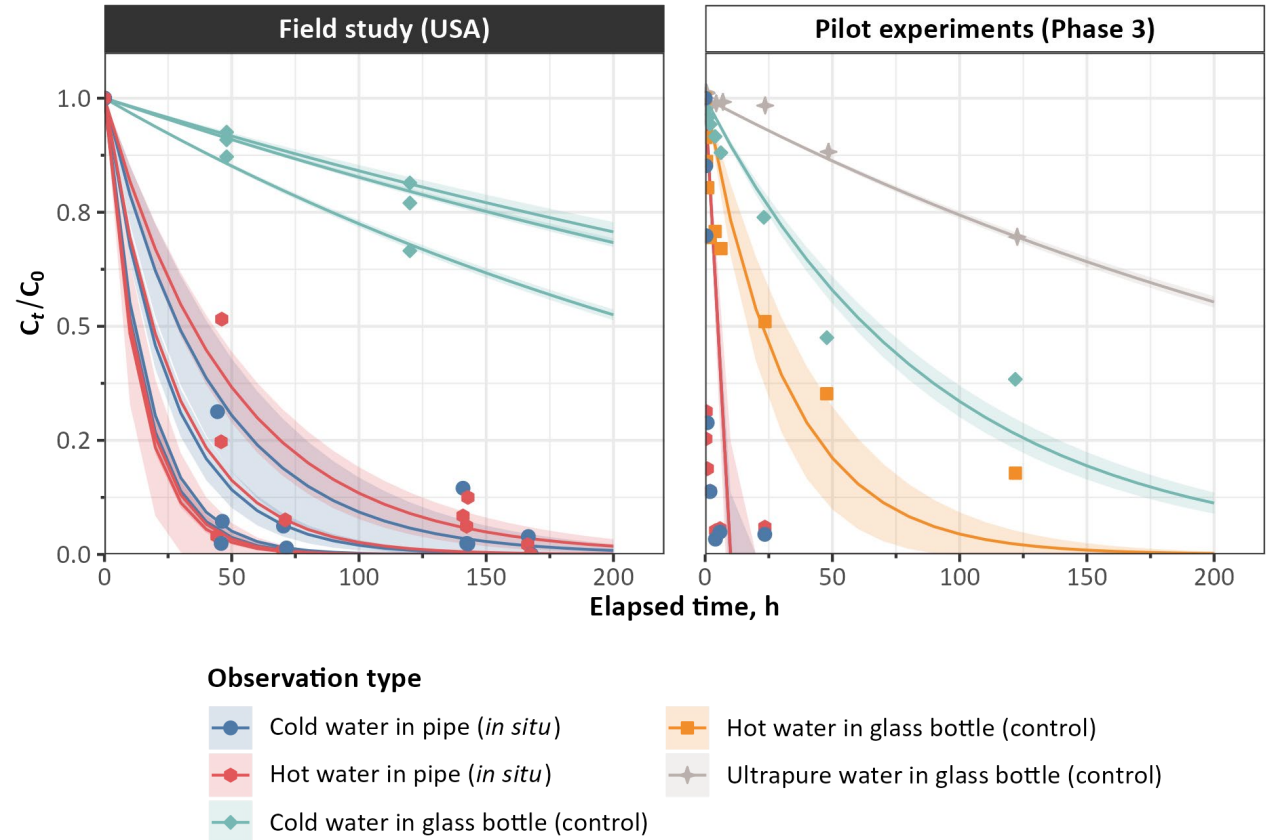 Field study (USA)
Pilot experiments (Phase 3)
1.0
0.8
0.5
0.2
0.0
Cₜ/C₀
0 50 100 150 200
0 50 100 150 200
Elapsed time, h
Observation type
Cold water in pipe (in situ)
Hot water in pipe (in situ)
Cold water in glass bottle (control)
Hot water in glass bottle (control)
Ultrapure water in glass bottle (control)